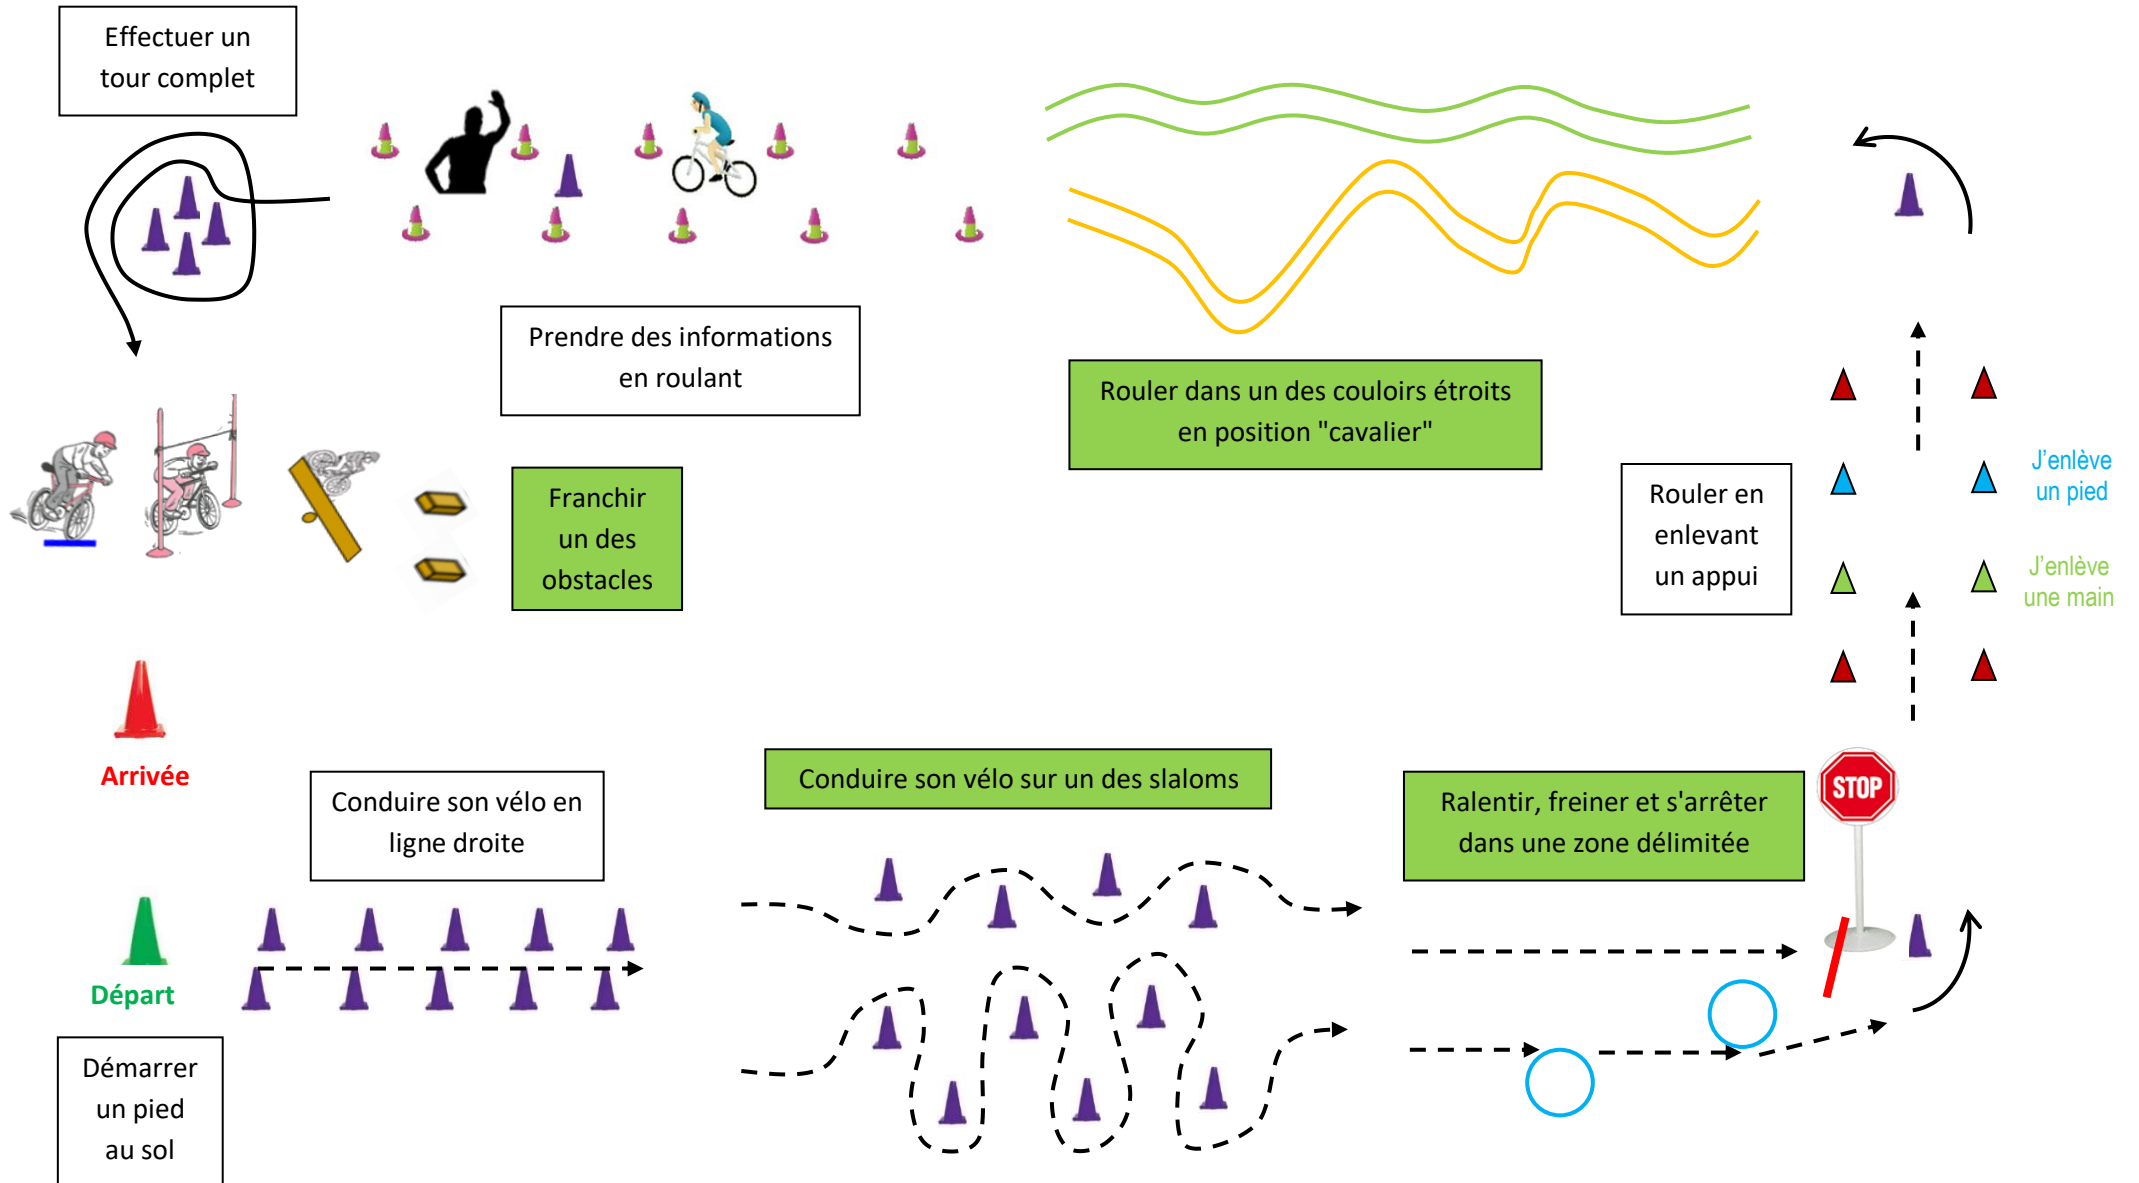 Effectuer un
tour complet
Prendre des informations
en roulant
Rouler dans un des couloirs étroits
en position "cavalier"
Franchir
un des
obstacles
Rouler en
enlevant
un appui
J'enlève
un pied
J'enlève
une main
Arrivée
Conduire son vélo en
ligne droite
Conduire son vélo sur un des slaloms
Ralentir, freiner et s'arrêter
dans une zone délimitée
STOP
Départ
Démarrer
un pied
au sol